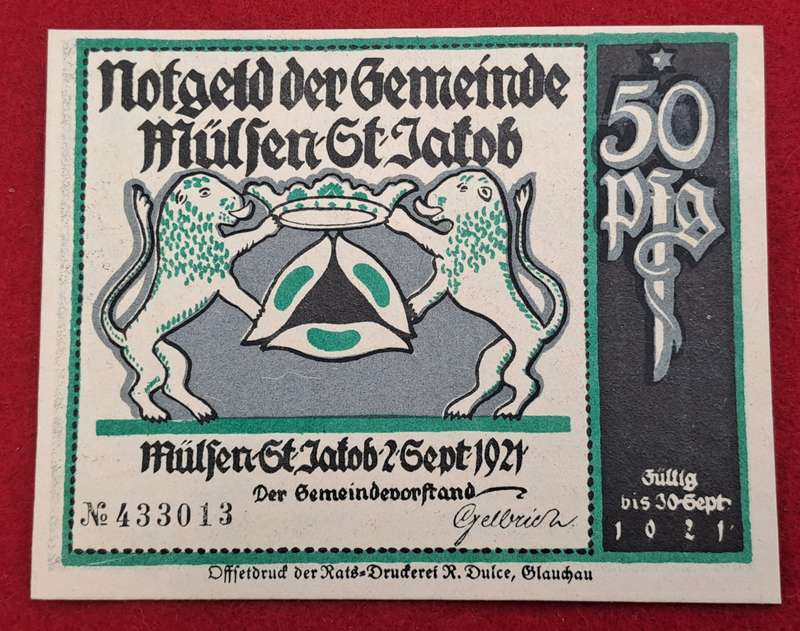 Notgeld der Gemeinde
Mülsen-St-Jakob
50
Pfg
Mülsen-St-Jakob-2-Sept-1921
Der Gemeindevorstand
№ 433013
Gelbrich.
Gültig
bis 30-Sept-
1921
Offsetdruck der Rats-Druckerei R. Dulce, Glauchau